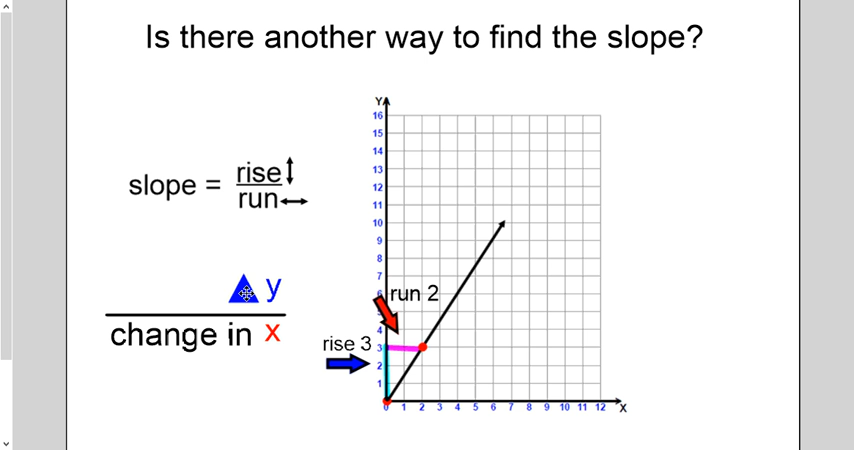 Is there another way to find the slope?
slope = rise
run
y
change in x
Y
16
15
14
13
12
11
10
9
8
7
6
run 2
4
rise 3
3
2
1
0 1 2 3 4 5 6 7 8 9 10 11 12 X